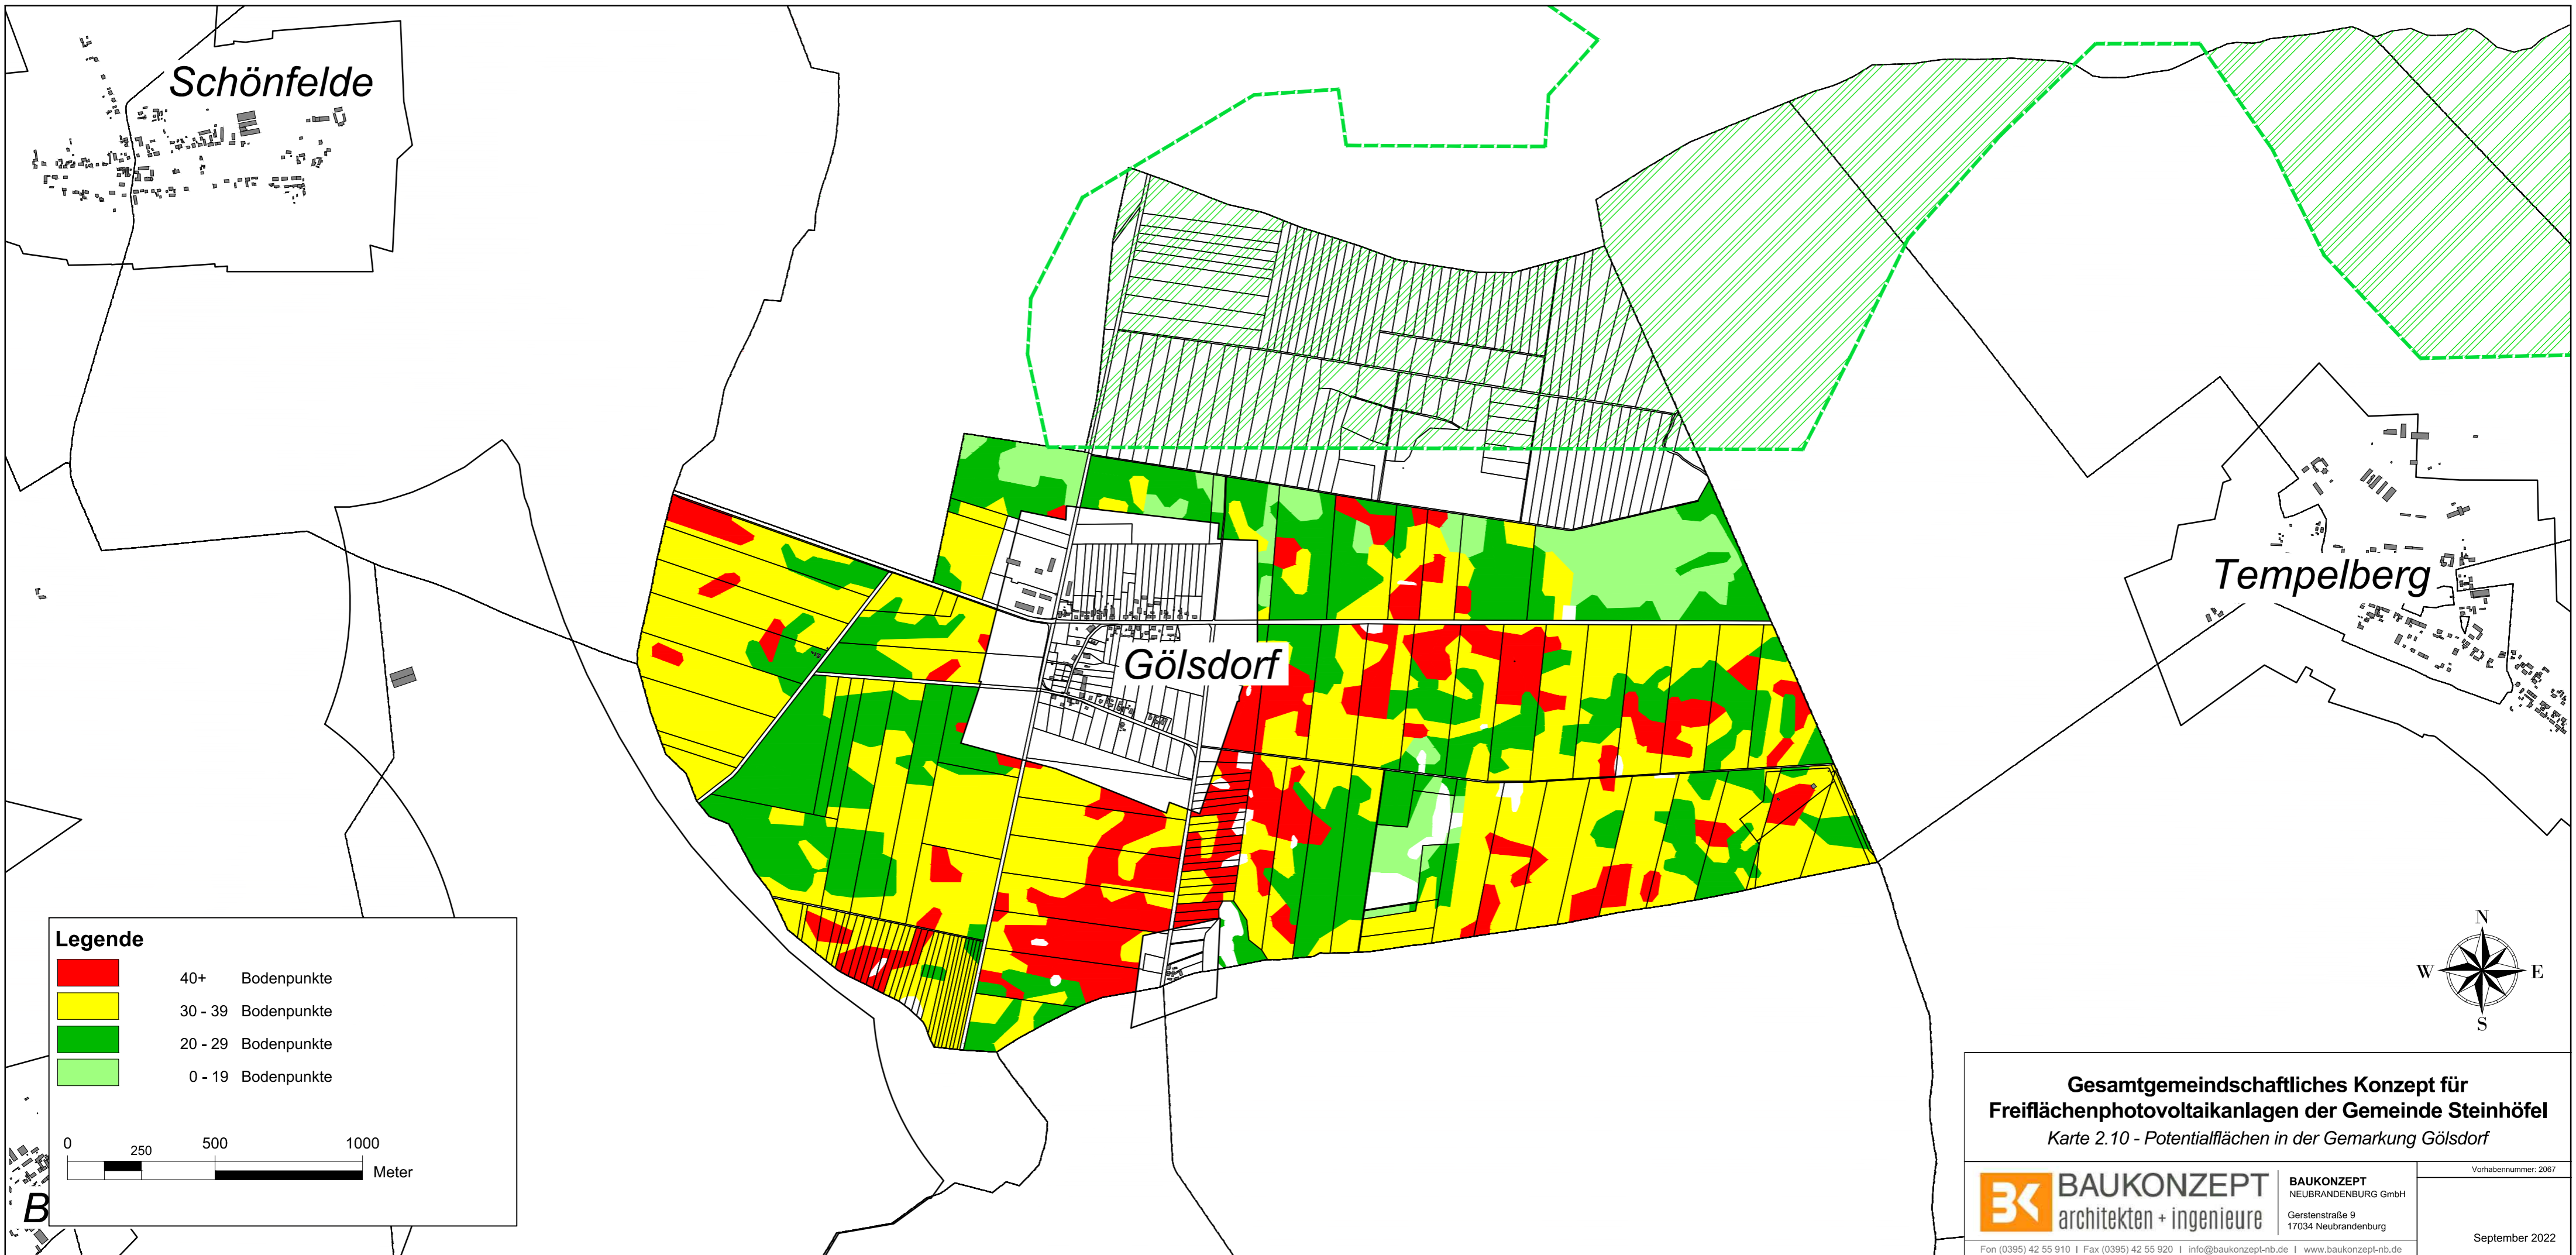 Schönfelde
Gölsdorf
Tempelberg
B
Legende
40+ Bodenpunkte
30 - 39 Bodenpunkte
20 - 29 Bodenpunkte
0 - 19 Bodenpunkte
0 250 500 1000
Meter
N
W E
S
Gesamtgemeindschaftliches Konzept für
Freiflächenphotovoltaikanlagen der Gemeinde Steinhöfel
Karte 2.10 - Potentialflächen in der Gemarkung Gölsdorf
Vorhabennummer: 2067
BK
BAUKONZEPT
architekten + ingenieure
BAUKONZEPT
NEUBRANDENBURG GmbH
Gerstenstraße 9
17034 Neubrandenburg
September 2022
Fon (0395) 42 55 910 | Fax (0395) 42 55 920 | info@baukonzept-nb.de | www.baukonzept-nb.de